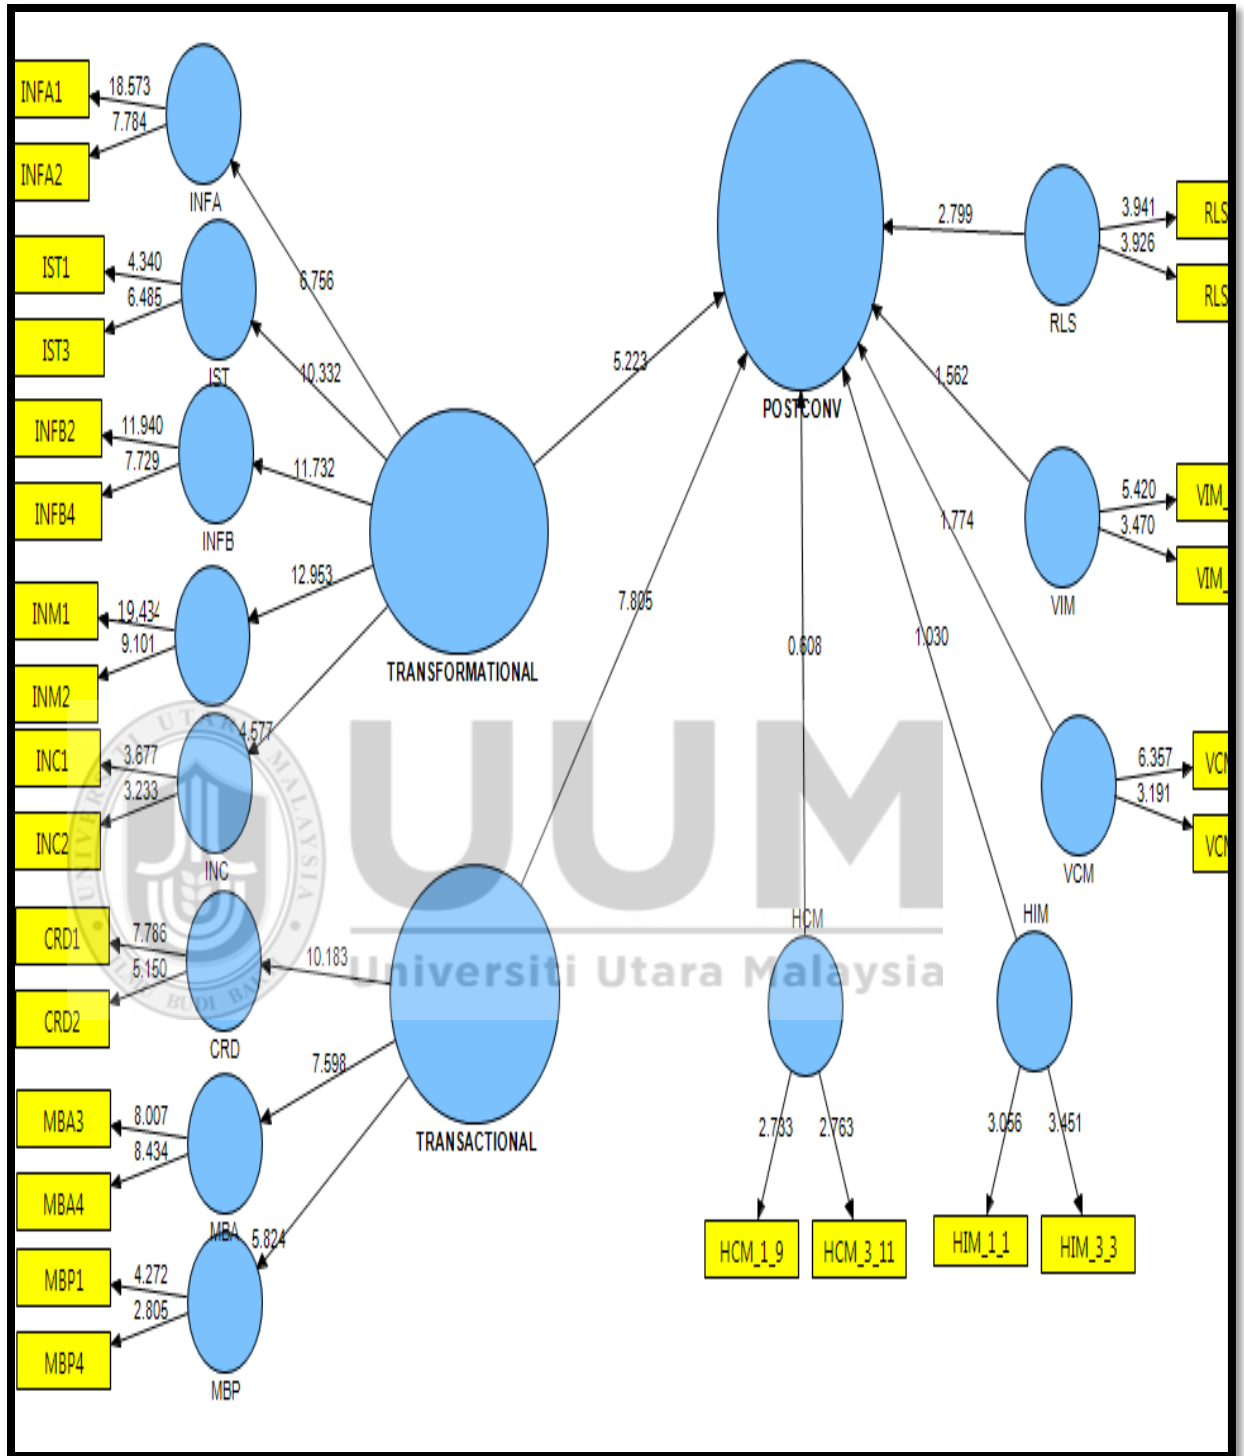 INFA1
18.573
7.784
INFA2
INFA
IST1
4.340
6.485
IST3
IST
INFB2
11.940
7.729
INFB4
INFB
INM1
19.434
9.101
INM2
INC1
3.677
3.233
INC2
INC
CRD1
7.786
5.150
CRD2
CRD
MBA3
8.007
8.434
MBA4
MBA
MBP1
4.272
2.805
MBP4
MBP
6.756
10.332
11.732
12.953
4.577
TRANSFORMATIONAL
10.183
7.598
5.824
TRANSACTIONAL
5.223
7.805
POSTCONV
0.608
1.030
1.774
1.562
2.799
RLS
3.941
3.926
RLS
RLS
VIM
5.420
3.470
VIM_
VIM_
VCM
6.357
3.191
HCM
2.733
2.763
HCM_1_9
HCM_3_11
HIM
3.056
3.451
HIM_1_1
HIM_3_3
UNIVERSITI UTARA MALAYSIA
UUM
Universiti Utara Malaysia